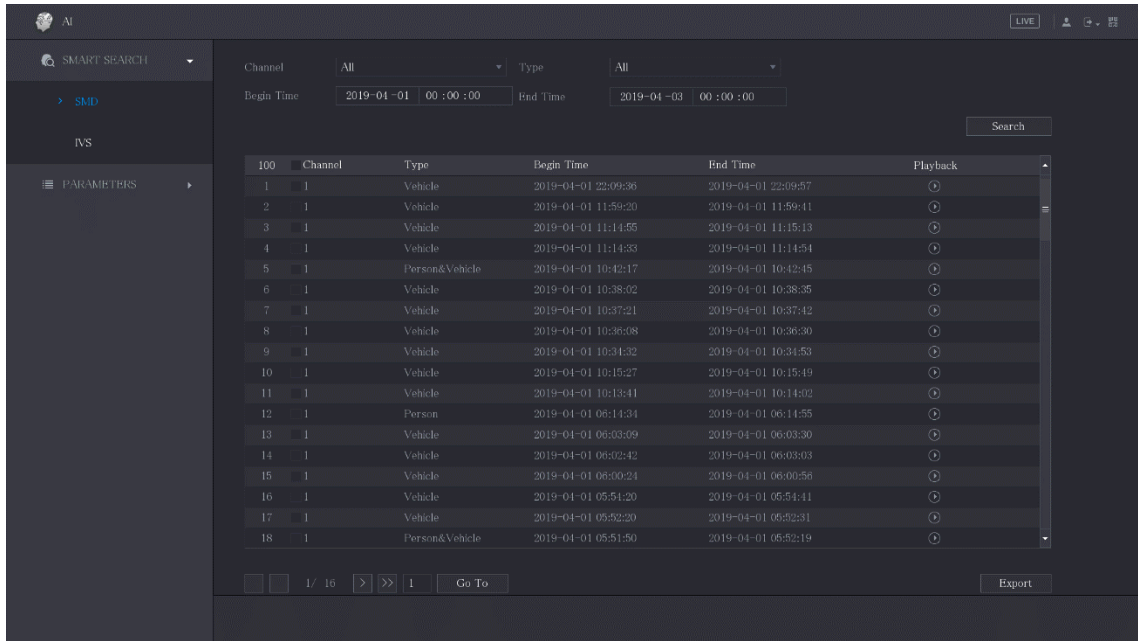 AI LIVE
SMART SEARCH
SMD
IVS
PARAMETERS
Channel All Type All
Begin Time 2019-04-01 00:00:00 End Time 2019-04-03 00:00:00
Search
100 Channel Type Begin Time End Time Playback
1 1 Vehicle 2019-04-01 22:09:36 2019-04-01 22:09:57
2 1 Vehicle 2019-04-01 11:59:20 2019-04-01 11:59:41
3 1 Vehicle 2019-04-01 11:14:55 2019-04-01 11:15:13
4 1 Vehicle 2019-04-01 11:14:33 2019-04-01 11:14:54
5 1 Person&Vehicle 2019-04-01 10:42:17 2019-04-01 10:42:45
6 1 Vehicle 2019-04-01 10:38:02 2019-04-01 10:38:35
7 1 Vehicle 2019-04-01 10:37:21 2019-04-01 10:37:42
8 1 Vehicle 2019-04-01 10:36:08 2019-04-01 10:36:30
9 1 Vehicle 2019-04-01 10:34:32 2019-04-01 10:34:53
10 1 Vehicle 2019-04-01 10:15:27 2019-04-01 10:15:49
11 1 Vehicle 2019-04-01 10:13:41 2019-04-01 10:14:02
12 1 Person 2019-04-01 06:14:34 2019-04-01 06:14:55
13 1 Vehicle 2019-04-01 06:03:09 2019-04-01 06:03:30
14 1 Vehicle 2019-04-01 06:02:42 2019-04-01 06:03:03
15 1 Vehicle 2019-04-01 06:00:24 2019-04-01 06:00:56
16 1 Vehicle 2019-04-01 05:54:20 2019-04-01 05:54:41
17 1 Vehicle 2019-04-01 05:52:20 2019-04-01 05:52:31
18 1 Person&Vehicle 2019-04-01 05:51:50 2019-04-01 05:52:19
1/ 16 > >> 1 Go To Export